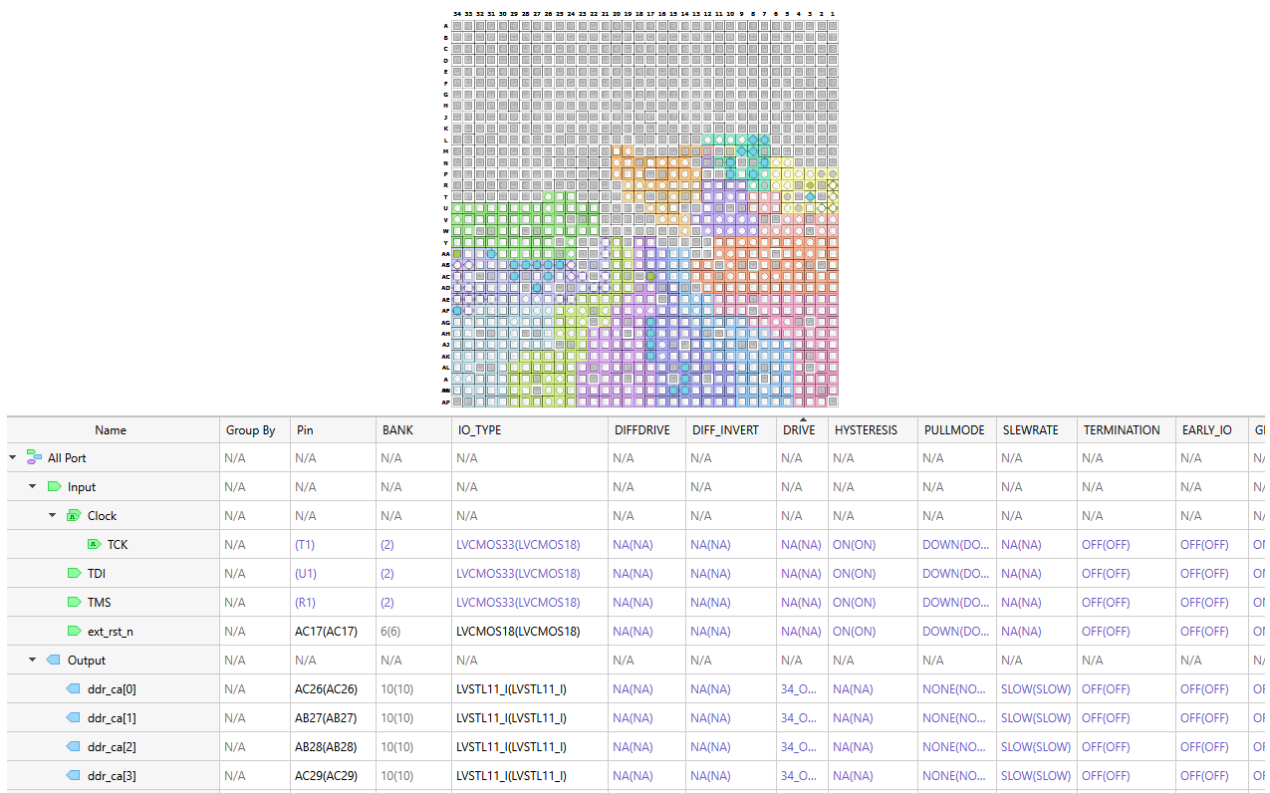 34 33 32 31 30 29 28 27 26 25 24 23 22 21 20 19 18 17 16 15 14 13 12 11 10 9 8 7 6 5 4 3 2 1
A
B
C
D
E
F
G
H
J
K
L
M
N
P
R
T
U
V
W
Y
AA
AB
AC
AD
AE
AF
AG
AH
AJ
AK
AL
A
AP
Name Group By Pin BANK IO_TYPE DIFFDRIVE DIFF_INVERT DRIVE HYSTERESIS PULLMODE SLEWRATE TERMINATION EARLY_IO
All Port N/A N/A N/A N/A N/A N/A N/A N/A N/A N/A N/A N/A
Input N/A N/A N/A N/A N/A N/A N/A N/A N/A N/A N/A N/A
Clock N/A N/A N/A N/A N/A N/A N/A N/A N/A N/A N/A N/A
TCK N/A (T1) (2) LVCMOS33(LVCMOS18) NA(NA) NA(NA) NA(NA) ON(ON) DOWN(DO... NA(NA) OFF(OFF) OFF(OFF)
TDI N/A (U1) (2) LVCMOS33(LVCMOS18) NA(NA) NA(NA) NA(NA) ON(ON) DOWN(DO... NA(NA) OFF(OFF) OFF(OFF)
TMS N/A (R1) (2) LVCMOS33(LVCMOS18) NA(NA) NA(NA) NA(NA) ON(ON) DOWN(DO... NA(NA) OFF(OFF) OFF(OFF)
ext_rst_n N/A AC17(AC17) 6(6) LVCMOS18(LVCMOS18) NA(NA) NA(NA) NA(NA) ON(ON) DOWN(DO... NA(NA) OFF(OFF) OFF(OFF)
Output N/A N/A N/A N/A N/A N/A N/A N/A N/A N/A N/A N/A
ddr_ca[0] N/A AC26(AC26) 10(10) LVSTL11_I(LVSTL11_I) NA(NA) NA(NA) 34_O... NA(NA) NONE(NO... SLOW(SLOW) OFF(OFF) OFF(OFF)
ddr_ca[1] N/A AB27(AB27) 10(10) LVSTL11_I(LVSTL11_I) NA(NA) NA(NA) 34_O... NA(NA) NONE(NO... SLOW(SLOW) OFF(OFF) OFF(OFF)
ddr_ca[2] N/A AB28(AB28) 10(10) LVSTL11_I(LVSTL11_I) NA(NA) NA(NA) 34_O... NA(NA) NONE(NO... SLOW(SLOW) OFF(OFF) OFF(OFF)
ddr_ca[3] N/A AC29(AC29) 10(10) LVSTL11_I(LVSTL11_I) NA(NA) NA(NA) 34_O... NA(NA) NONE(NO... SLOW(SLOW) OFF(OFF) OFF(OFF)